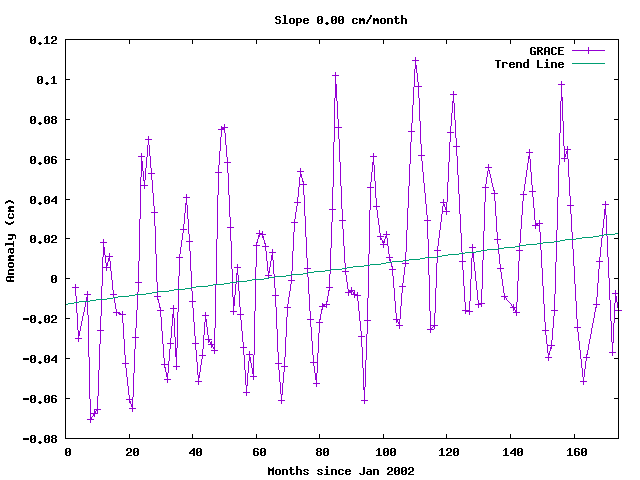 Slope 0.00 cm/month
GRACE
Trend Line
0.12
0.1
0.08
0.06
0.04
0.02
0
-0.02
-0.04
-0.06
-0.08
Anomaly (cm)
0 20 40 60 80 100 120 140 160
Months since Jan 2002